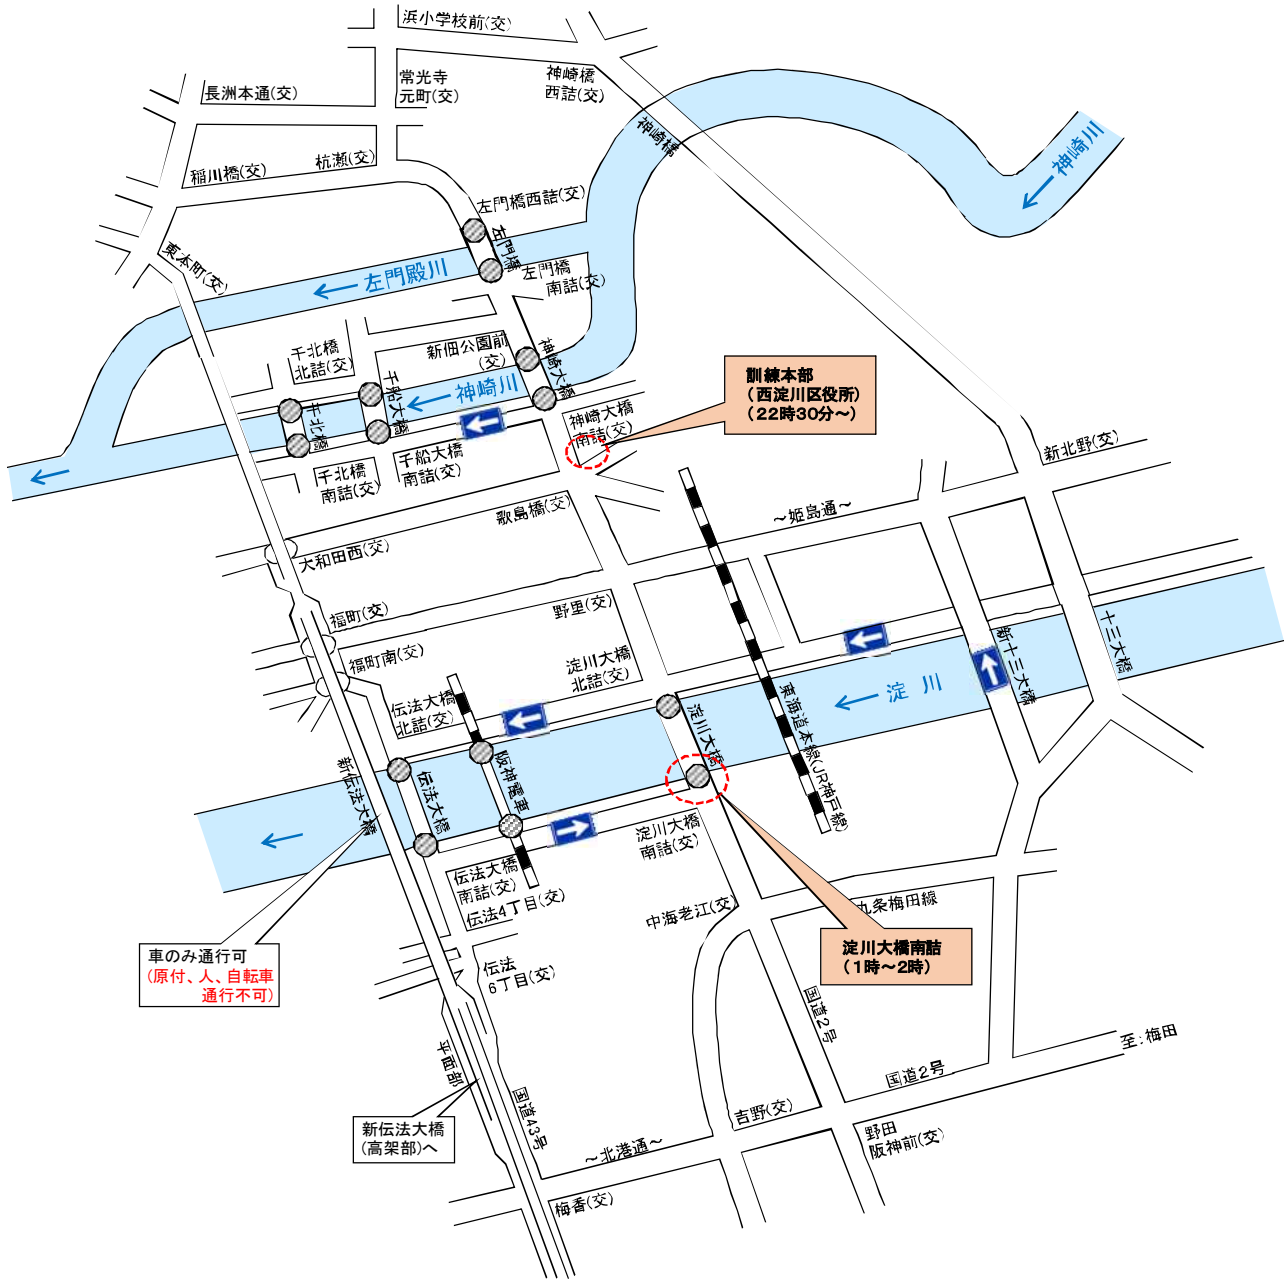 浜小学校前(交)
常光寺
元町(交)
神崎橋
西詰(交)
長洲本通(交)
神崎橋
神崎川
杭瀬(交)
稲川橋(交)
左門橋西詰(交)
左門橋
東本町(交)
左門殿川
左門橋
南詰(交)
千北橋
北詰(交)
新佃公園前
(交)
神崎大橋
千船大橋
神崎川
千北橋
神崎大橋
南詰(交)
訓練本部
(西淀川区役所)
(22時30分～)
千北橋
南詰(交)
千船大橋
南詰(交)
新北野(交)
歌島橋(交)
～姫島通～
大和田西(交)
福町(交)
野里(交)
福町南(交)
淀川大橋
北詰(交)
十三大橋
新十三大橋
伝法大橋
北詰(交)
淀川
淀川大橋
東海道本線(JR神戸線)
阪神電車
新伝法大橋
伝法大橋
淀川大橋
南詰(交)
伝法大橋
南詰(交)
伝法4丁目(交)
中海老江(交)
九条梅田線
車のみ通行可
(原付、人、自転車
通行不可)
淀川大橋南詰
(1時～2時)
伝法
6丁目(交)
国道2号
平面部
国道2号
至:梅田
国道43号
吉野(交)
新伝法大橋
(高架部)へ
野田
阪神前(交)
～北港通～
梅香(交)